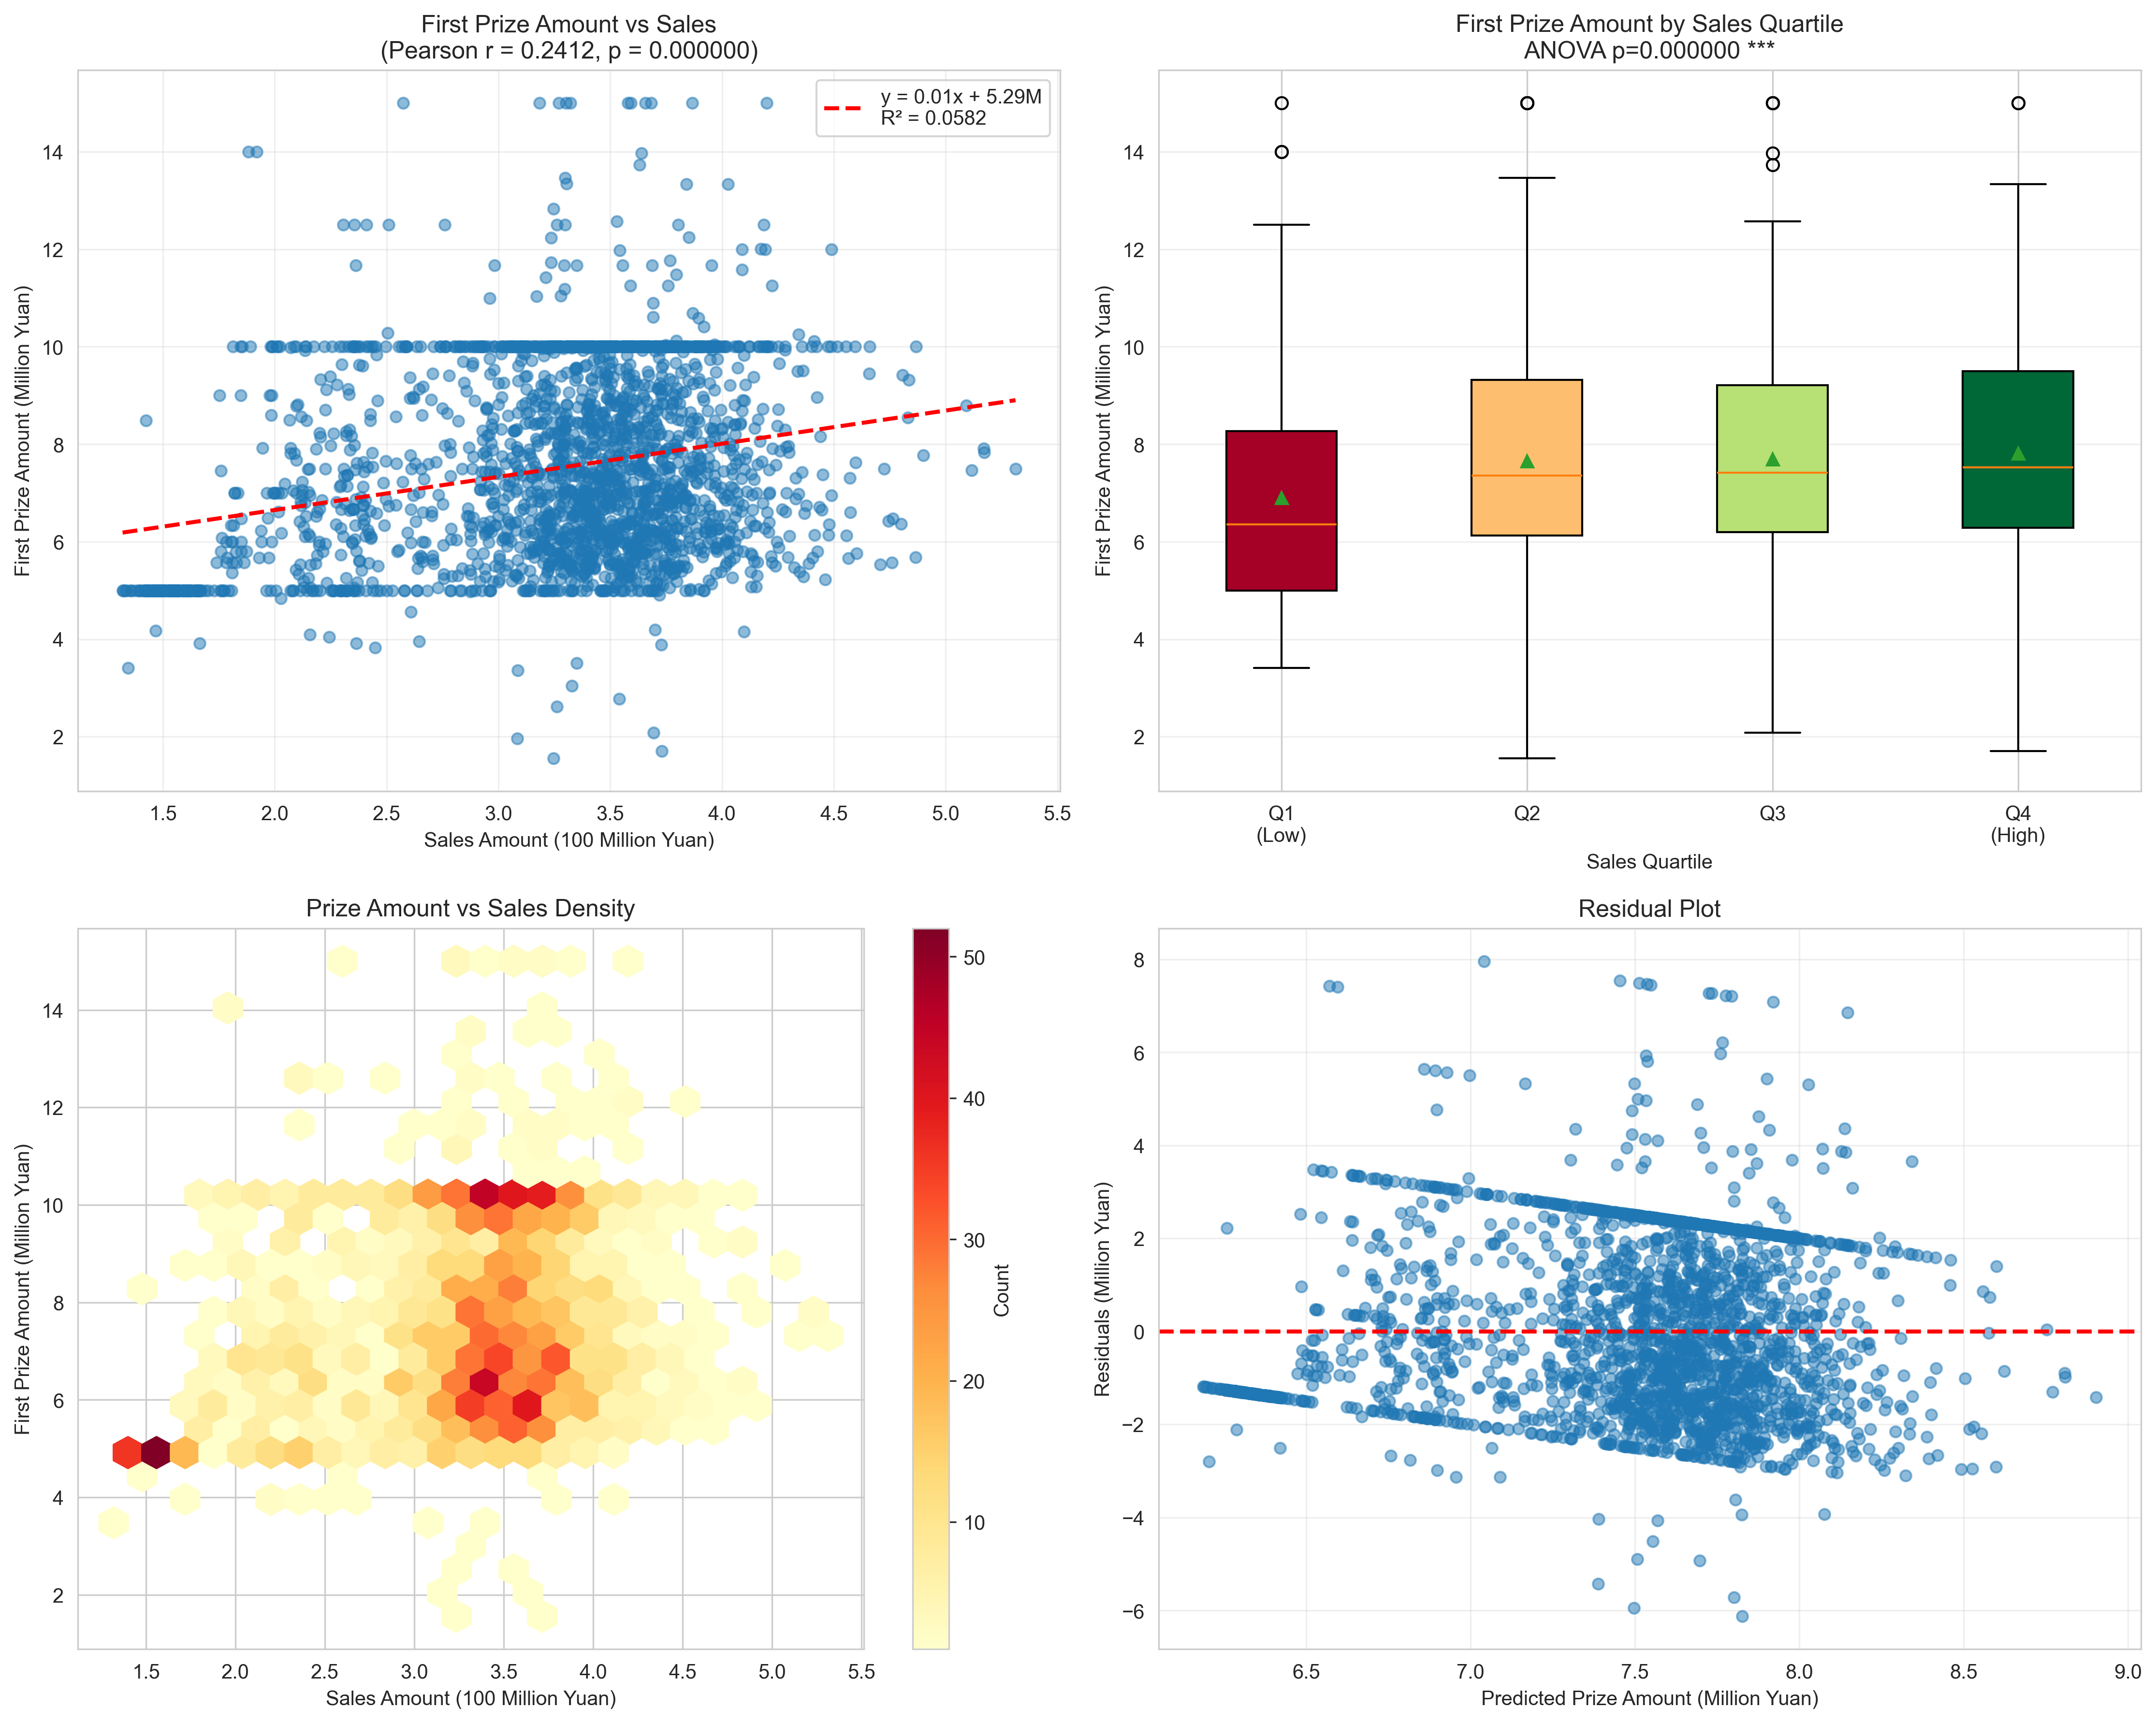 First Prize Amount vs Sales
(Pearson r = 0.2412, p = 0.000000)
y = 0.01x + 5.29M
R² = 0.0582
14
12
10
8
6
4
2
First Prize Amount (Million Yuan)
1.5 2.0 2.5 3.0 3.5 4.0 4.5 5.0 5.5
Sales Amount (100 Million Yuan)
First Prize Amount by Sales Quartile
ANOVA p=0.000000 ***
14
12
10
8
6
4
2
First Prize Amount (Million Yuan)
Q1 Q2 Q3 Q4
(Low) (High)
Sales Quartile
Prize Amount vs Sales Density
14
12
10
8
6
4
2
First Prize Amount (Million Yuan)
1.5 2.0 2.5 3.0 3.5 4.0 4.5 5.0 5.5
Sales Amount (100 Million Yuan)
50
40
30
20
10
Count
Residual Plot
8
6
4
2
0
−2
−4
−6
Residuals (Million Yuan)
6.5 7.0 7.5 8.0 8.5 9.0
Predicted Prize Amount (Million Yuan)